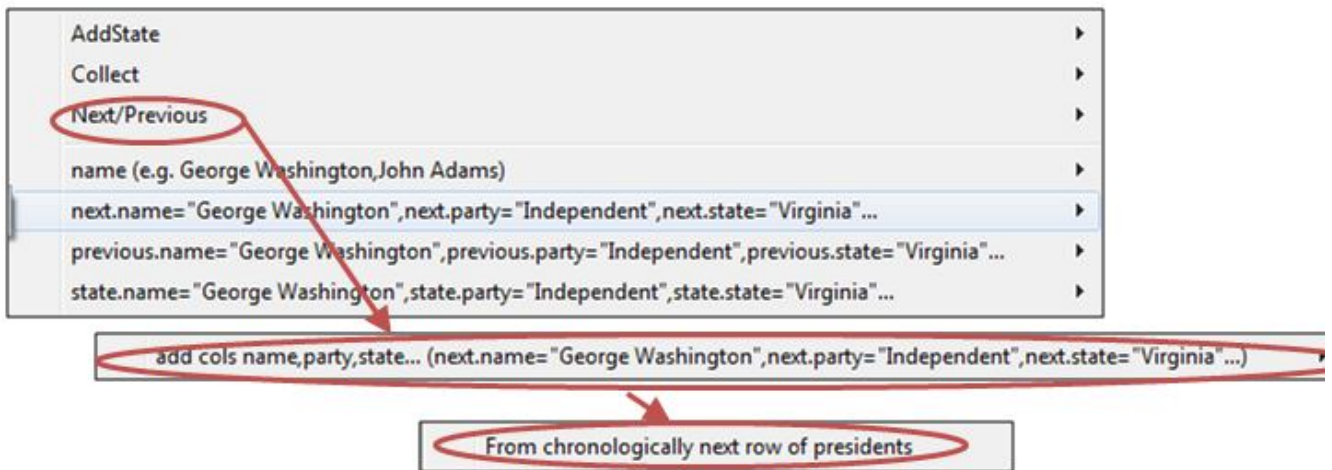 AddState
Collect
Next/Previous
name (e.g. George Washington,John Adams)
next.name="George Washington",next.party="Independent",next.state="Virginia"...
previous.name="George Washington",previous.party="Independent",previous.state="Virginia"...
state.name="George Washington",state.party="Independent",state.state="Virginia"...
add cols name,party,state... (next.name="George Washington",next.party="Independent",next.state="Virginia"...)
From chronologically next row of presidents